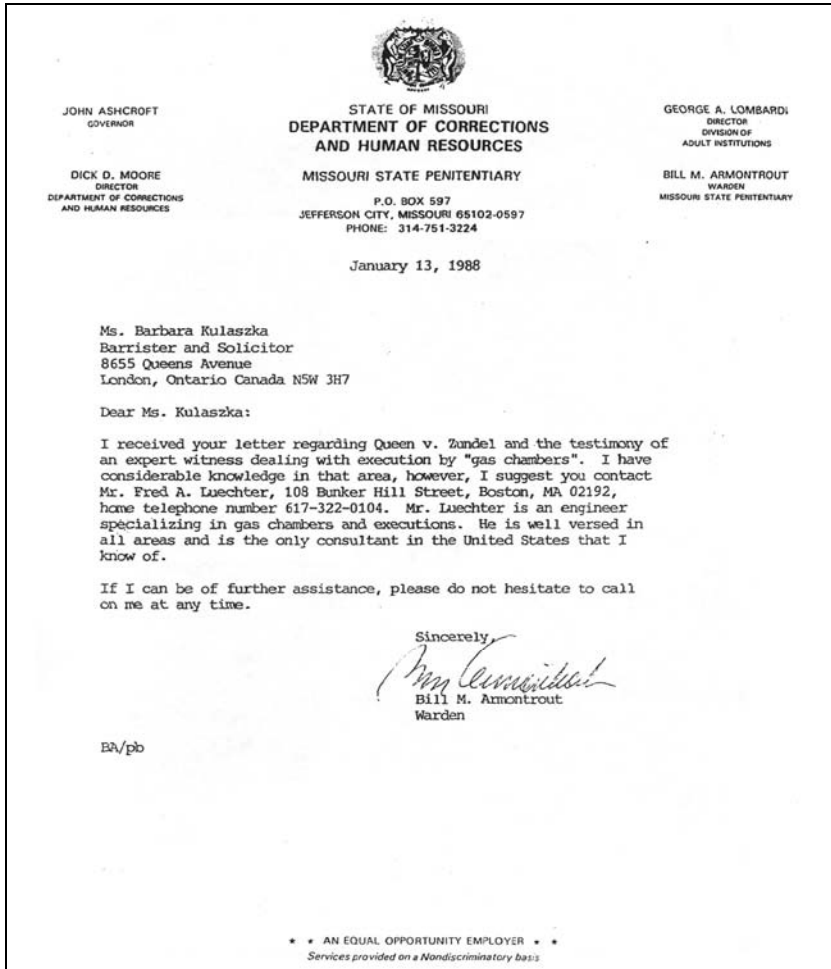 JOHN ASHCROFT
GOVERNOR
DICK D. MOORE
DIRECTOR
DEPARTMENT OF CORRECTIONS
AND HUMAN RESOURCES
STATE OF MISSOURI
DEPARTMENT OF CORRECTIONS
AND HUMAN RESOURCES
MISSOURI STATE PENITENTIARY
P.O. BOX 597
JEFFERSON CITY, MISSOURI 65102-0597
PHONE: 314-751-3224
GEORGE A. LOMBARDI
DIRECTOR
DIVISION OF
ADULT INSTITUTIONS
BILL M. ARMONTROUT
WARDEN
MISSOURI STATE PENITENTIARY
January 13, 1988
Ms. Barbara Kulaszka
Barrister and Solicitor
8655 Queens Avenue
London, Ontario Canada N5W 3H7
Dear Ms. Kulaszka:
I received your letter regarding Queen v. Zundel and the testimony of
an expert witness dealing with execution by "gas chambers". I have
considerable knowledge in that area, however, I suggest you contact
Mr. Fred A. Luechter, 108 Bunker Hill Street, Boston, MA 02192,
home telephone number 617-322-0104. Mr. Luechter is an engineer
specializing in gas chambers and executions. He is well versed in
all areas and is the only consultant in the United States that I
know of.
If I can be of further assistance, please do not hesitate to call
on me at any time.
Sincerely,
Bill M. Armontrout
Warden
BA/pb
* * AN EQUAL OPPORTUNITY EMPLOYER * *
Services provided on a Nondiscriminatory basis